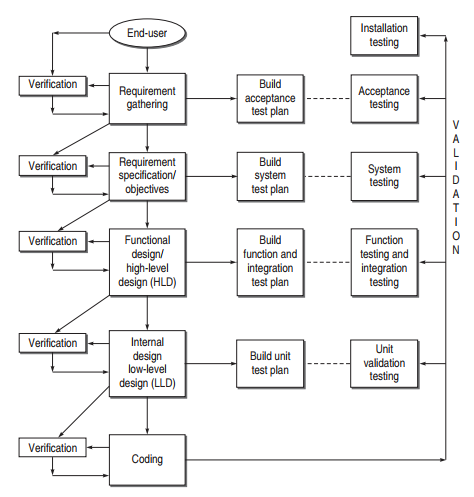 End-user
Installation
testing
Verification
Requirement
gathering
Build
acceptance
test plan
Acceptance
testing
Verification
Requirement
specification/
objectives
Build
system
test plan
System
testing
Verification
Functional
design/
high-level
design (HLD)
Build
function and
integration
test plan
Function
testing and
integration
testing
Verification
Internal
design
low-level
design (LLD)
Build unit
test plan
Unit
validation
testing
Verification
Coding
VALIDATION